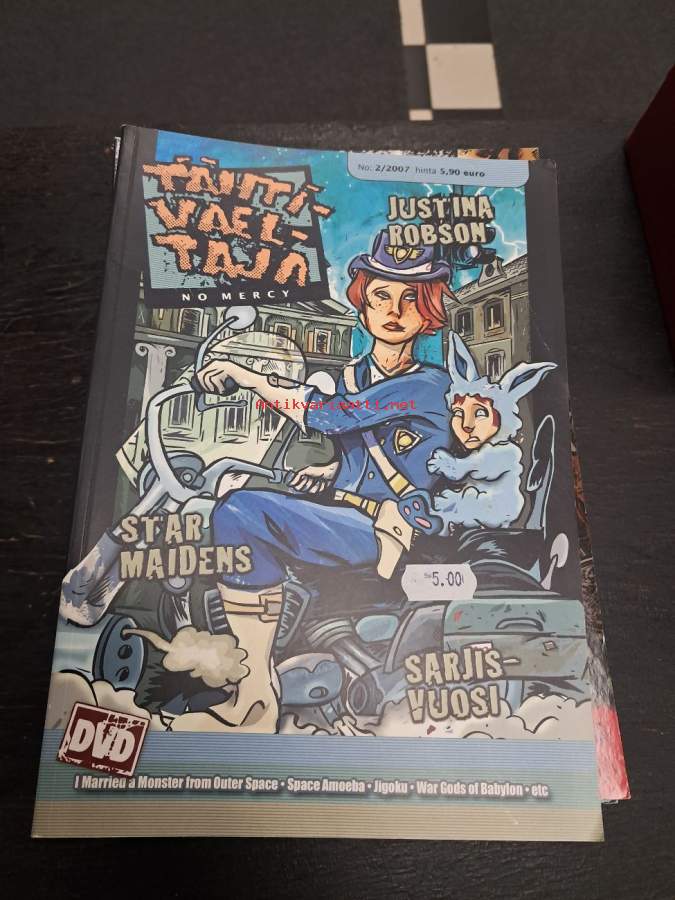 No: 2/2007 hinta 5,90 euro
TÄHTI-
VAEL-
TAJA
NO MERCY
JUSTINA
ROBSON
Antikvariaatti.net
STAR
MAIDENS
5.00
SARJIS-
VUOSI
DVD
I Married a Monster from Outer Space • Space Amoeba • Jigoku • War Gods of Babylon • etc